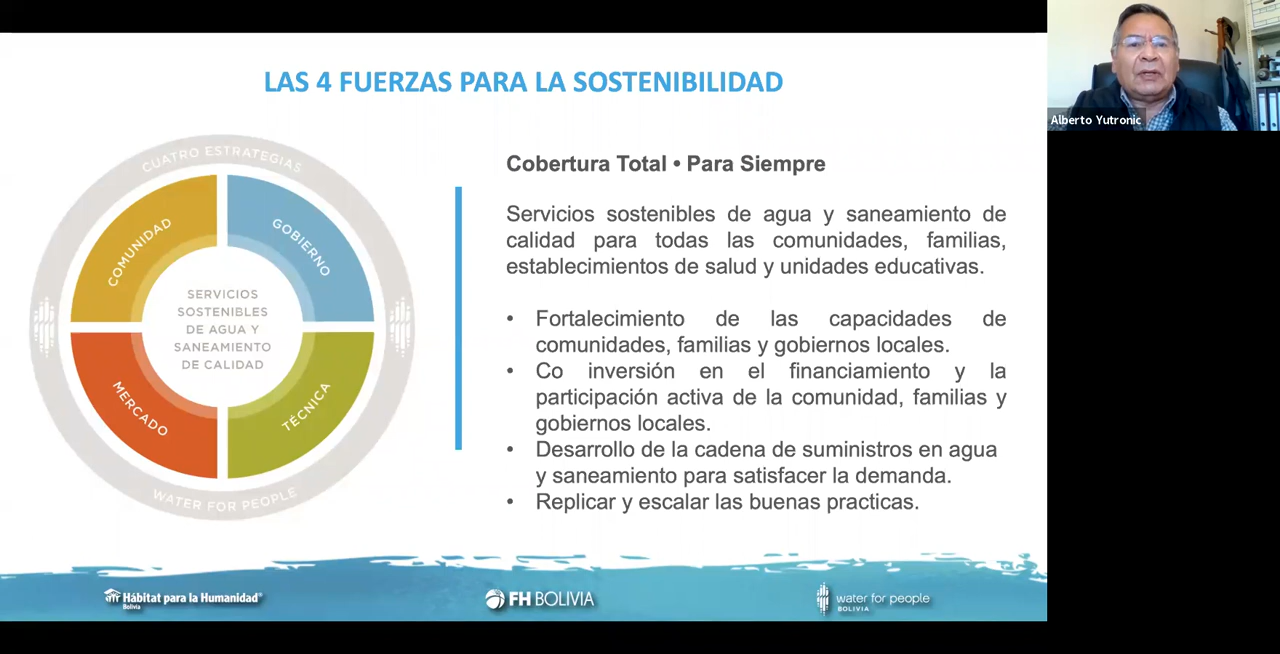 LAS 4 FUERZAS PARA LA SOSTENIBILIDAD
Alberto Yutronic
CUATRO ESTRATEGIAS
COMUNIDAD
GOBIERNO
SERVICIOS
SOSTENIBLES
DE AGUA Y
SANEAMIENTO
DE CALIDAD
MERCADO
TÉCNICA
WATER FOR PEOPLE
Cobertura Total • Para Siempre
Servicios sostenibles de agua y saneamiento de
calidad para todas las comunidades, familias,
establecimientos de salud y unidades educativas.
• Fortalecimiento de las capacidades de
comunidades, familias y gobiernos locales.
• Co inversión en el financiamiento y la
participación activa de la comunidad, familias y
gobiernos locales.
• Desarrollo de la cadena de suministros en agua
y saneamiento para satisfacer la demanda.
• Replicar y escalar las buenas practicas.
Hábitat para la Humanidad®
Bolivia
FH BOLIVIA
water for people
BOLIVIA